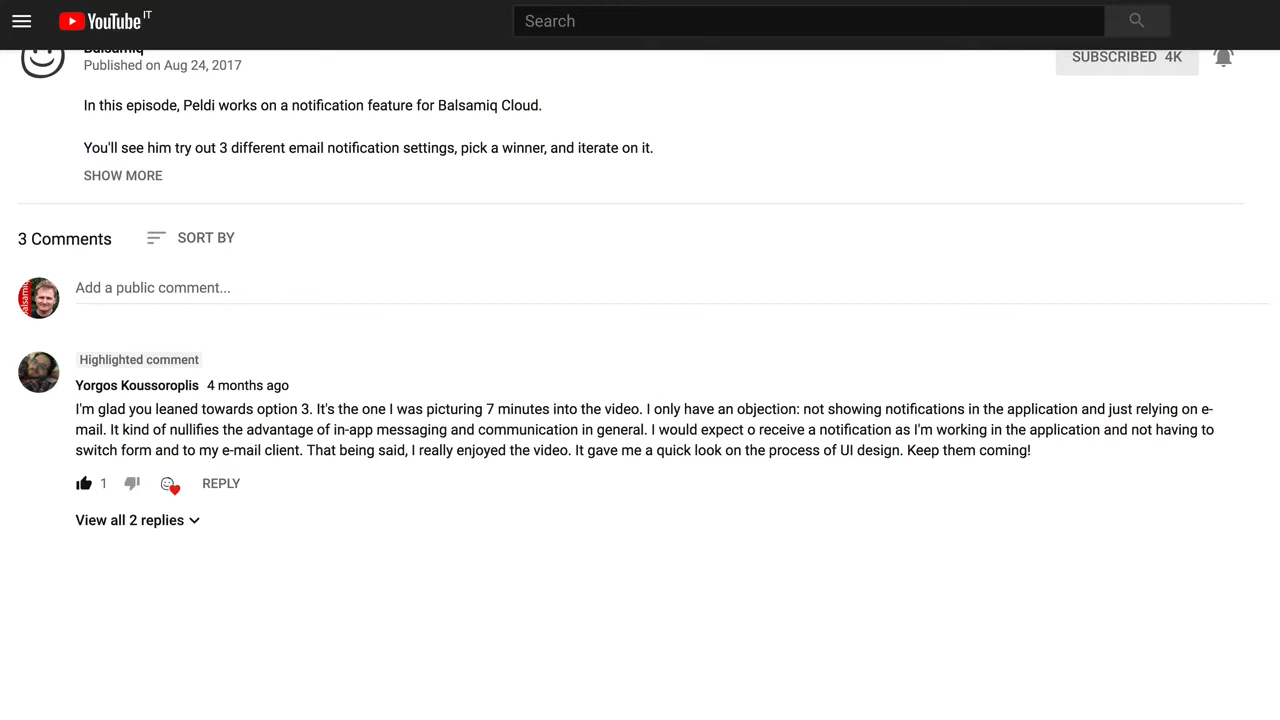 YouTube IT
Search
Balsamiq
Published on Aug 24, 2017
SUBSCRIBED 4K
In this episode, Peldi works on a notification feature for Balsamiq Cloud.
You'll see him try out 3 different email notification settings, pick a winner, and iterate on it.
SHOW MORE
3 Comments
SORT BY
balsamiq
Add a public comment...
Highlighted comment
Yorgos Koussoroplis 4 months ago
I'm glad you leaned towards option 3. It's the one I was picturing 7 minutes into the video. I only have an objection: not showing notifications in the application and just relying on e-
mail. It kind of nullifies the advantage of in-app messaging and communication in general. I would expect o receive a notification as I'm working in the application and not having to
switch form and to my e-mail client. That being said, I really enjoyed the video. It gave me a quick look on the process of UI design. Keep them coming!
1
REPLY
View all 2 replies